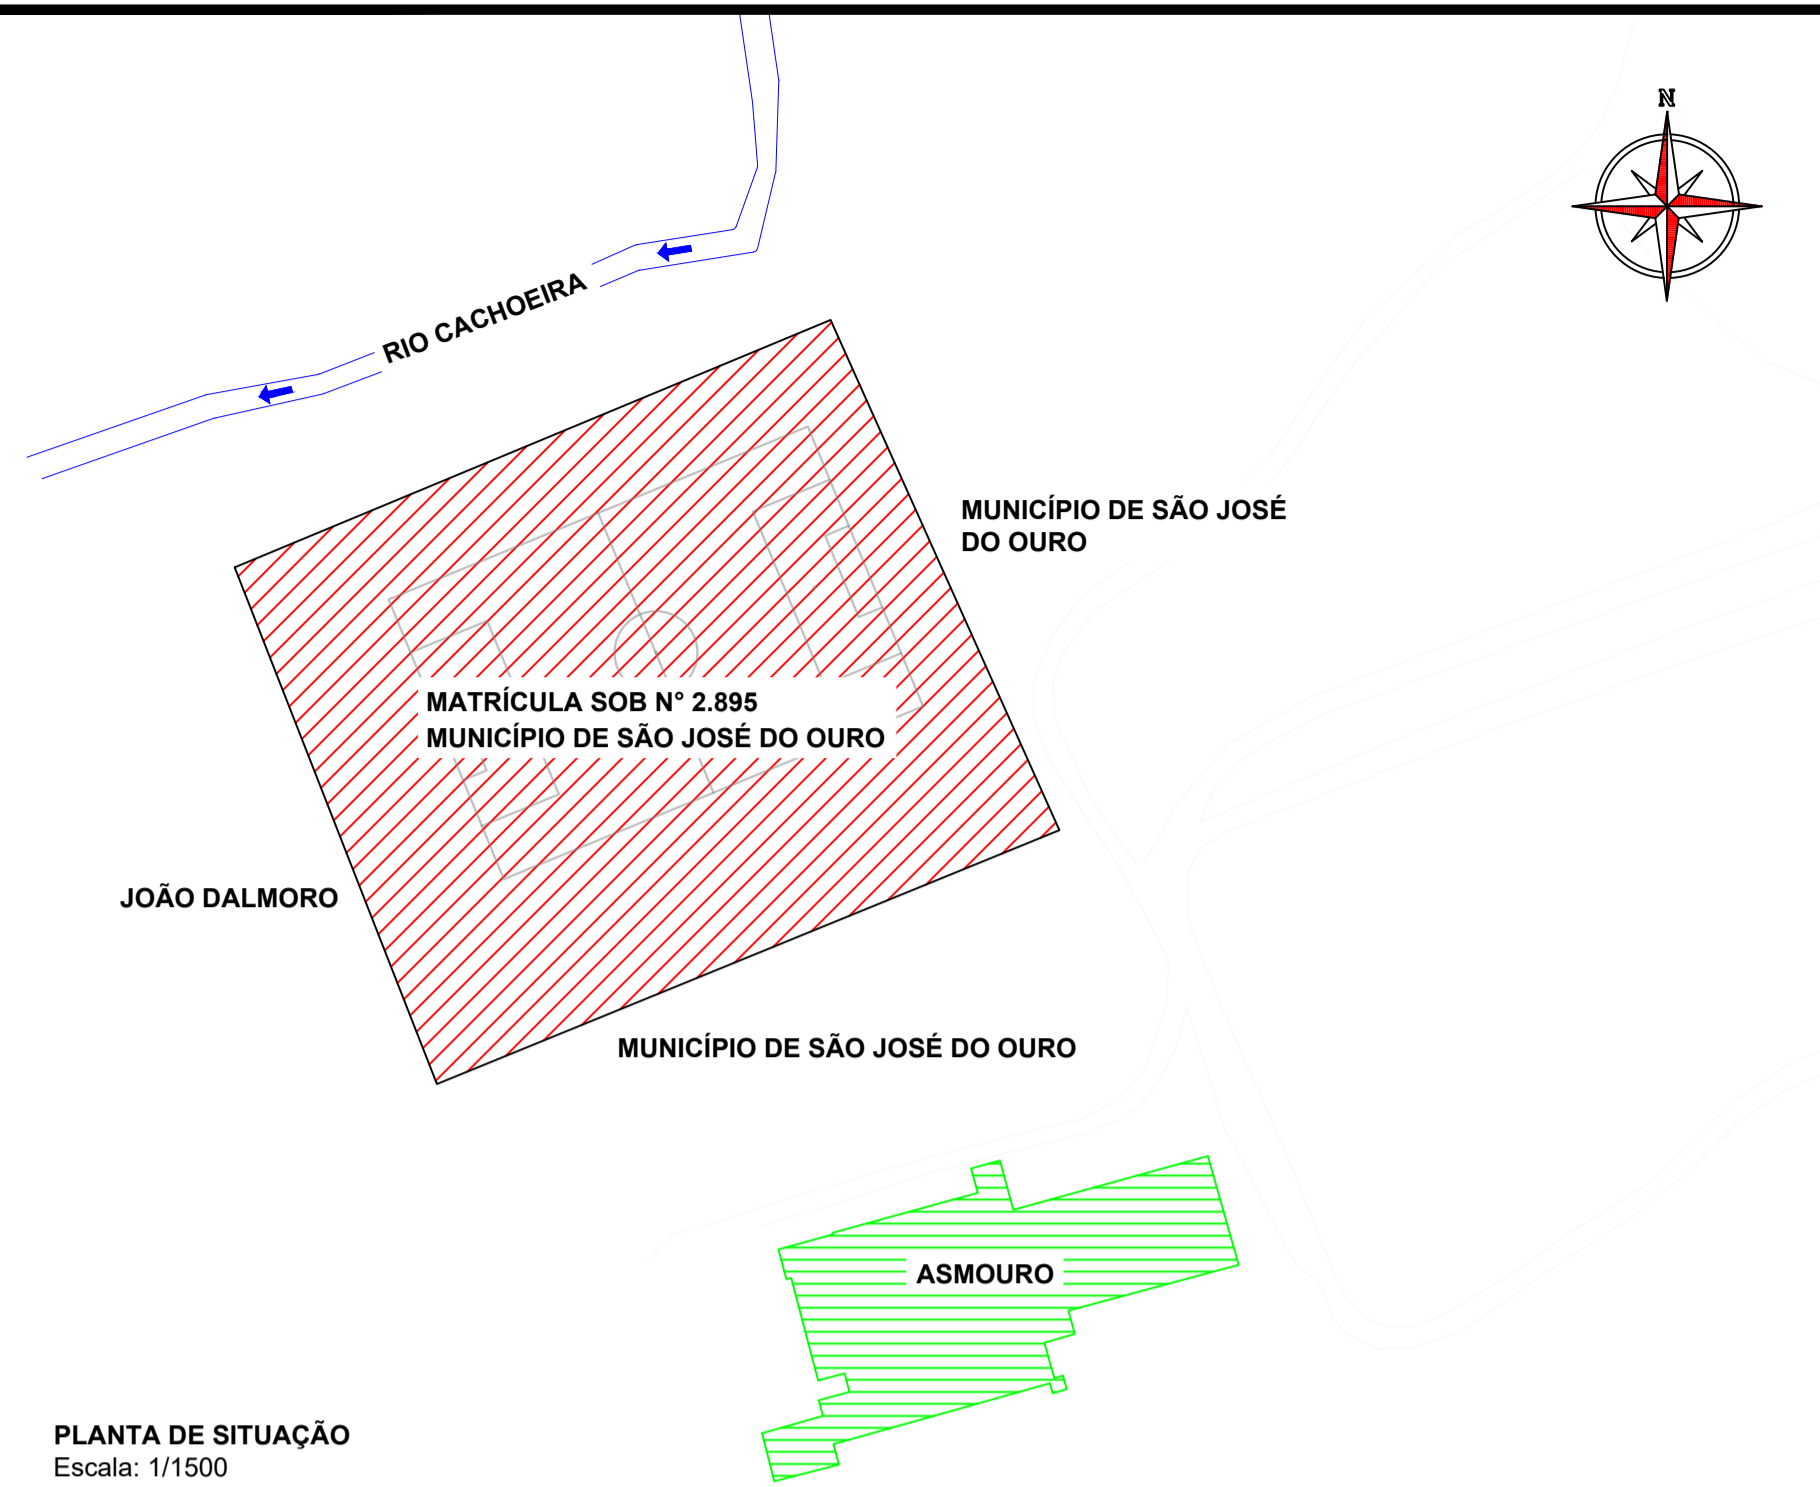 N
RIO CACHOEIRA
MUNICÍPIO DE SÃO JOSÉ
DO OURO
MATRÍCULA SOB N° 2.895
MUNICÍPIO DE SÃO JOSÉ DO OURO
JOÃO DALMORO
MUNICÍPIO DE SÃO JOSÉ DO OURO
ASMOURO
PLANTA DE SITUAÇÃO
Escala: 1/1500